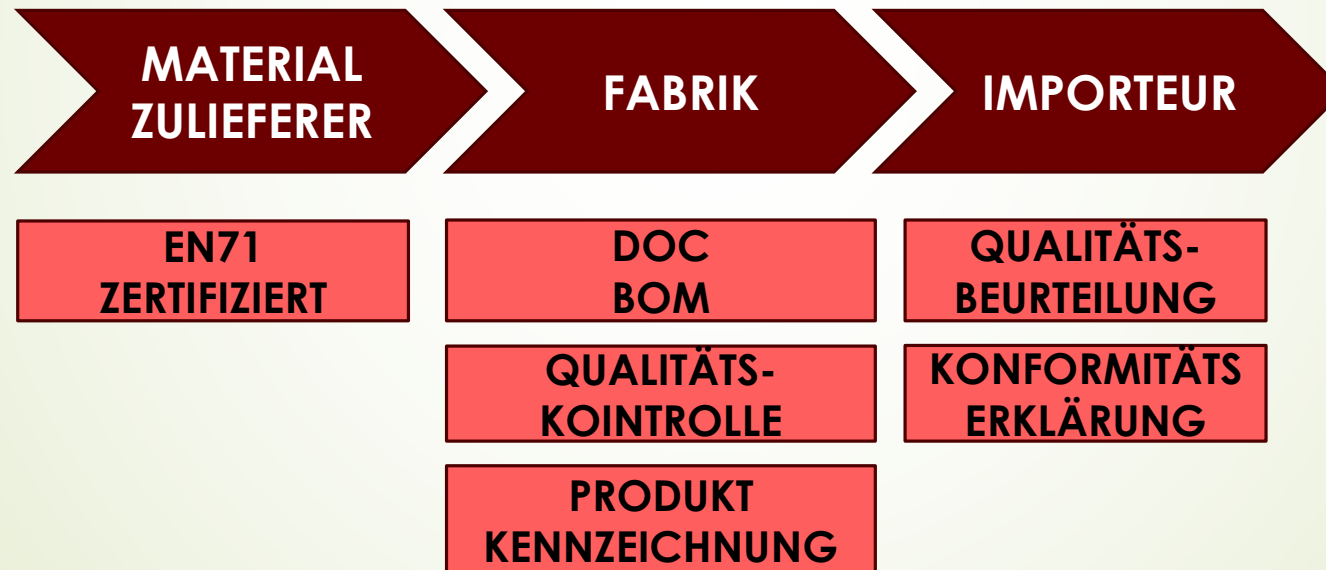 MATERIAL
ZULIEFERER
FABRIK
IMPORTEUR
EN71
ZERTIFIZIERT
DOC
BOM
QUALITÄTS-
BEURTEILUNG
QUALITÄTS-
KOINTROLLE
KONFORMITÄTS
ERKLÄRUNG
PRODUKT
KENNZEICHNUNG